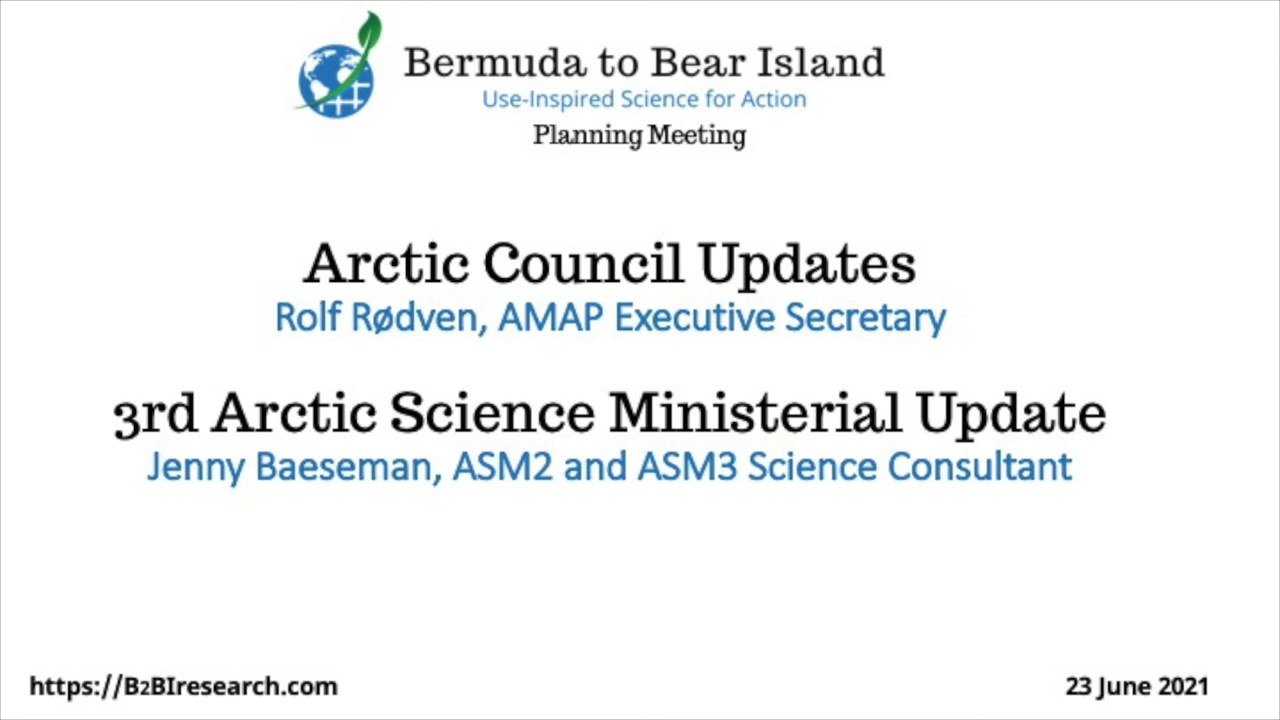 Bermuda to Bear Island
Use-Inspired Science for Action
Planning Meeting
Arctic Council Updates
Rolf Rødven, AMAP Executive Secretary
3rd Arctic Science Ministerial Update
Jenny Baeseman, ASM2 and ASM3 Science Consultant
https://B2BIresearch.com
23 June 2021